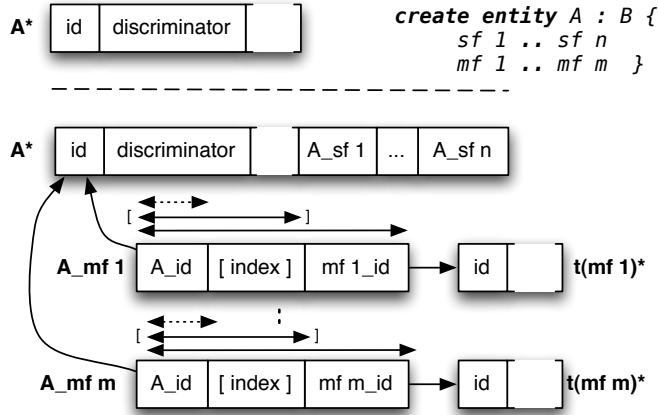 A* id discriminator
create entity A : B {
sf 1 .. sf n
mf 1 .. mf m }
A* id discriminator A_sf 1 ... A_sf n
[ ]
A_mf 1 A_id [ index ] mf 1_id id t(mf 1)*
[ ]
A_mf m A_id [ index ] mf m_id id t(mf m)*